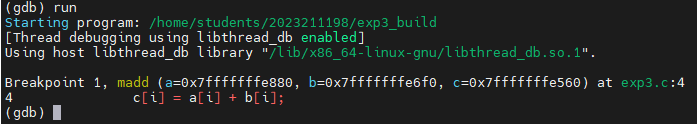 (gdb) run
Starting program: /home/students/2023211198/exp3_build
[Thread debugging using libthread_db enabled]
Using host libthread_db library "/lib/x86_64-linux-gnu/libthread_db.so.1".
Breakpoint 1, madd (a=0x7fffffffe880, b=0x7fffffffe6f0, c=0x7fffffffe560) at exp3.c:4
4 c[i] = a[i] + b[i];
(gdb)